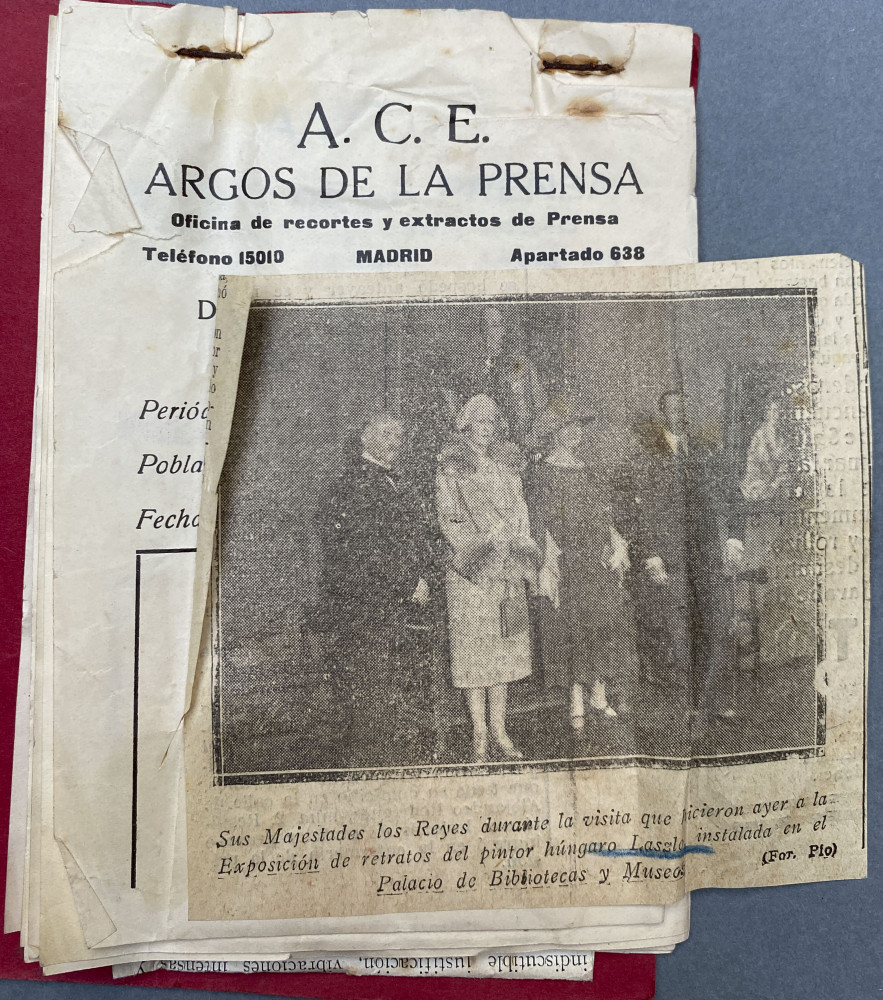 A. C. E.
ARGOS DE LA PRENSA
Oficina de recortes y extractos de Prensa
Teléfono 15010 MADRID Apartado 638
D
Periód
Pobla
Fecha
Sus Majestades los Reyes durante la visita que hicieron ayer a la
Exposición de retratos del pintor húngaro Laszlo instalada en el
Palacio de Bibliotecas y Museos
(Fot. Pío)
indiscutible justificación, vibraciones intensas y